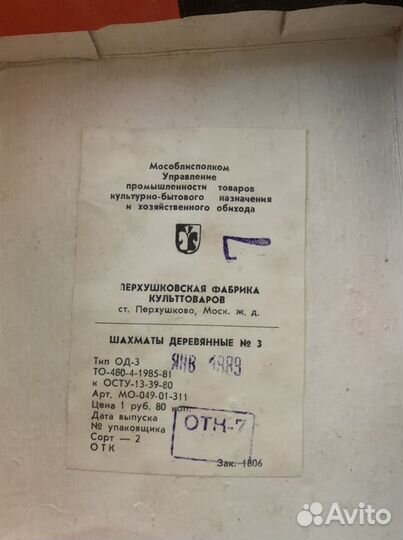 Мособлисполком
Управление
промышленности товаров
культурно-бытового назначения
и хозяйственного обихода
ПЕРХУШКОВСКАЯ ФАБРИКА
КУЛЬТТОВАРОВ
ст. Перхушково, Моск. ж. д.
ШАХМАТЫ ДЕРЕВЯННЫЕ № 3
Тип ОД-3 ЯНВ 1989
ТО-480-4-1985-81
к ОСТУ-13-39-80
Арт. МО-049-01-311
Цена 1 руб. 80 коп.
Дата выпуска
№ упаковщика ОТК-7
Сорт — 2
ОТК
Зак. 1806
Avito